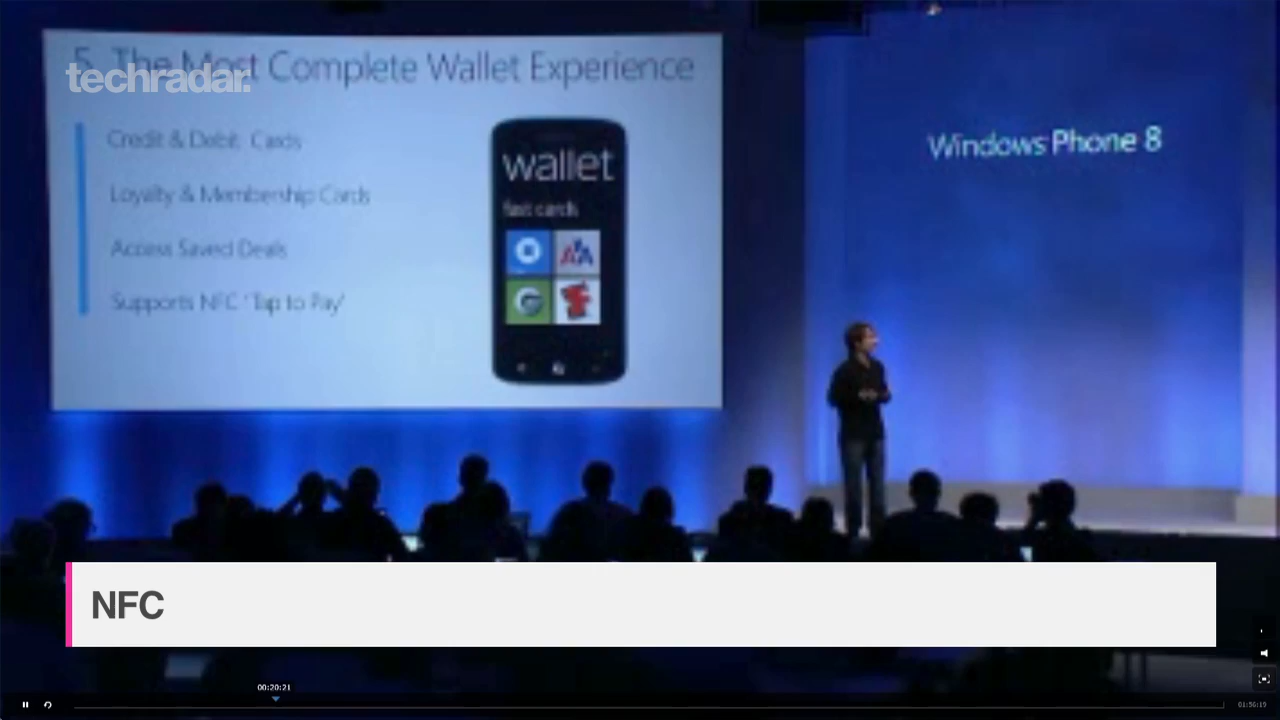 5. The Most Complete Wallet Experience
techradar.
Credit & Debit Cards
Loyalty & Membership Cards
Access Saved Deals
Supports NFC "Tap to Pay"
wallet
fast cards
AA
Windows Phone 8
NFC
00:20:21
01:56:19